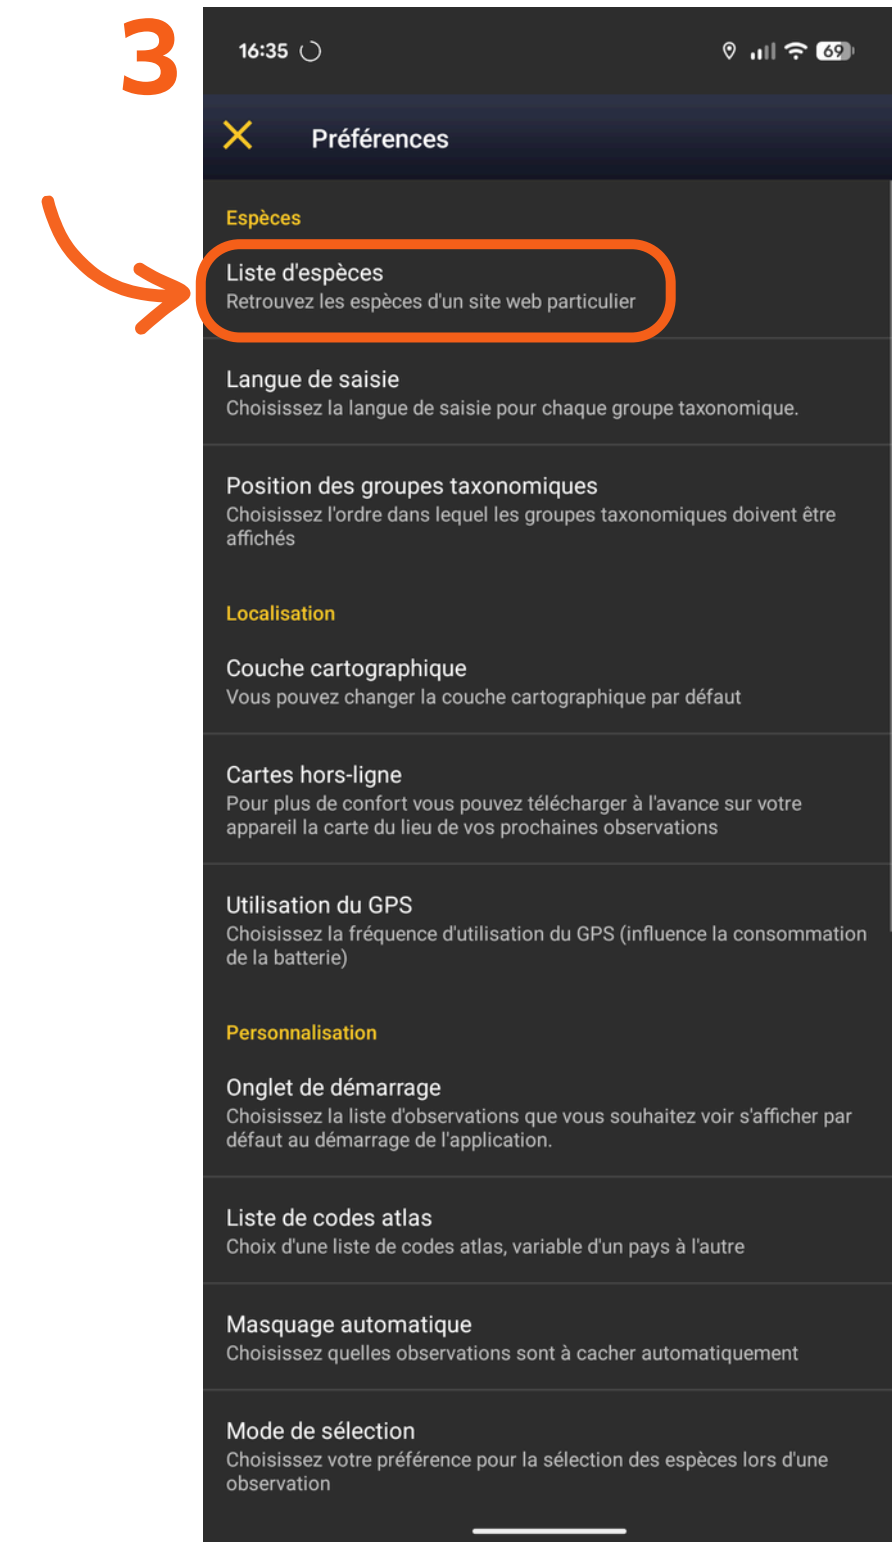 3
16:35
69
Préférences
Espèces
Liste d'espèces
Retrouvez les espèces d'un site web particulier
Langue de saisie
Choisissez la langue de saisie pour chaque groupe taxonomique.
Position des groupes taxonomiques
Choisissez l'ordre dans lequel les groupes taxonomiques doivent être
affichés
Localisation
Couche cartographique
Vous pouvez changer la couche cartographique par défaut
Cartes hors-ligne
Pour plus de confort vous pouvez télécharger à l'avance sur votre
appareil la carte du lieu de vos prochaines observations
Utilisation du GPS
Choisissez la fréquence d'utilisation du GPS (influence la consommation
de la batterie)
Personnalisation
Onglet de démarrage
Choisissez la liste d'observations que vous souhaitez voir s'afficher par
défaut au démarrage de l'application.
Liste de codes atlas
Choix d'une liste de codes atlas, variable d'un pays à l'autre
Masquage automatique
Choisissez quelles observations sont à cacher automatiquement
Mode de sélection
Choisissez votre préférence pour la sélection des espèces lors d'une
observation